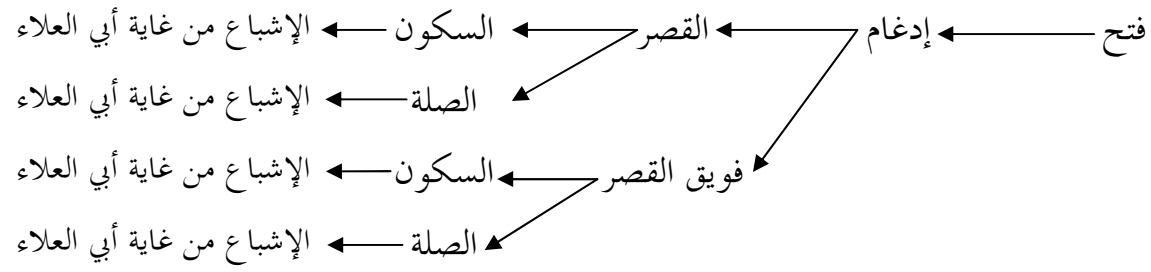 فتح إدغام القصر السكون الإشباع من غاية أبي العلاء
الصلة الإشباع من غاية أبي العلاء
فويق القصر السكون الإشباع من غاية أبي العلاء
الصلة الإشباع من غاية أبي العلاء